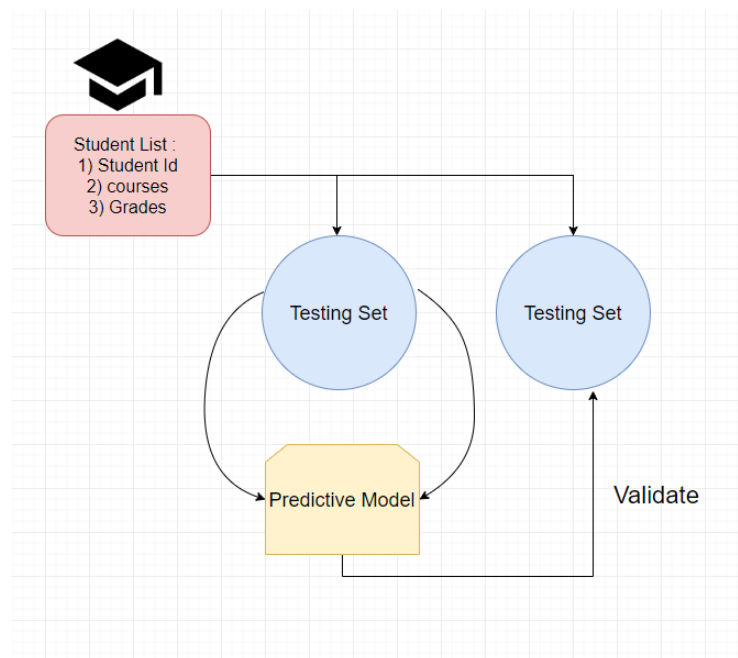 Student List :
1) Student Id
2) courses
3) Grades
Testing Set
Testing Set
Predictive Model
Validate